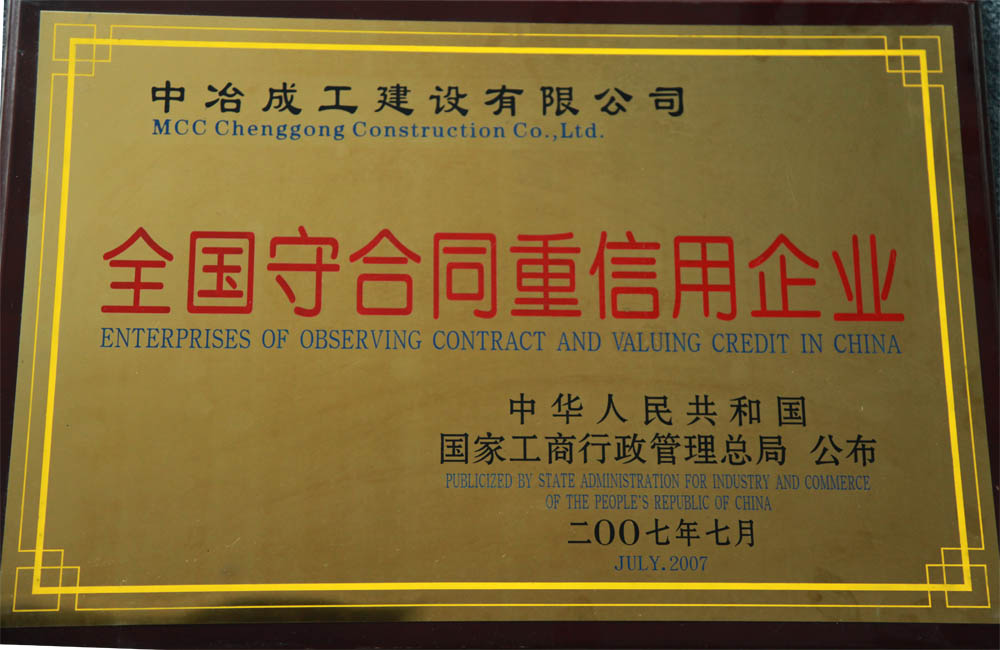 中冶成工建设有限公司
MCC Chenggong Construction Co.,Ltd.
全国守合同重信用企业
ENTERPRISES OF OBSERVING CONTRACT AND VALUING CREDIT IN CHINA
中华人民共和国
国家工商行政管理总局 公布
PUBLICIZED BY STATE ADMINISTRATION FOR INDUSTRY AND COMMERCE
OF THE PEOPLE'S REPUBLIC OF CHINA
二〇〇七年七月
JULY.2007